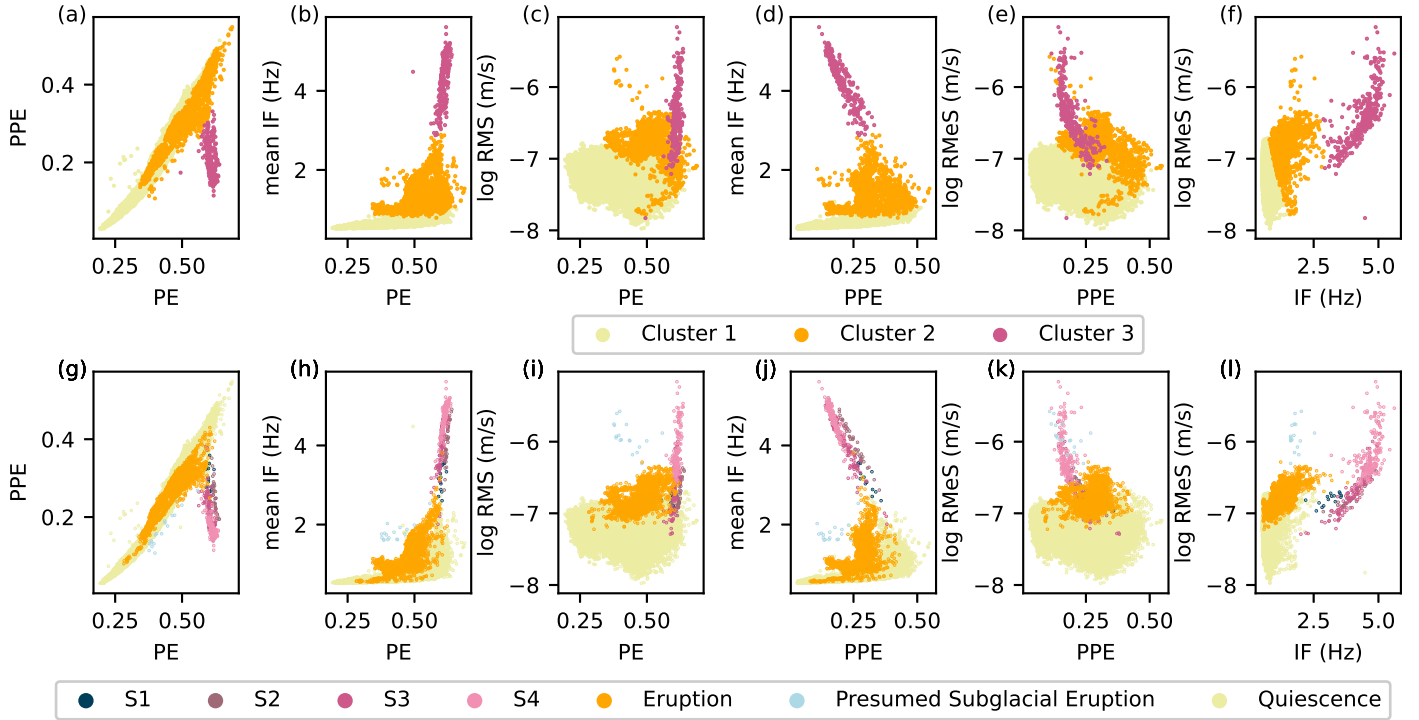 (a) (b) (c) (d) (e) (f)
PPE
0.4
0.2
0.25 0.50
PE
mean IF (Hz)
4
2
0.25 0.50
PE
log RMS (m/s)
−6
−7
−8
0.25 0.50
PE
mean IF (Hz)
4
2
0.25 0.50
PPE
log RMeS (m/s)
−6
−7
−8
0.25 0.50
PPE
log RMeS (m/s)
−6
−7
−8
2.5 5.0
IF (Hz)
Cluster 1 Cluster 2 Cluster 3
(g) (h) (i) (j) (k) (l)
PPE
0.4
0.2
0.25 0.50
PE
mean IF (Hz)
4
2
0.25 0.50
PE
log RMS (m/s)
−6
−7
−8
0.25 0.50
PE
mean IF (Hz)
4
2
0.25 0.50
PPE
log RMeS (m/s)
−6
−7
−8
0.25 0.50
PPE
log RMeS (m/s)
−6
−7
−8
2.5 5.0
IF (Hz)
S1 S2 S3 S4 Eruption Presumed Subglacial Eruption Quiescence